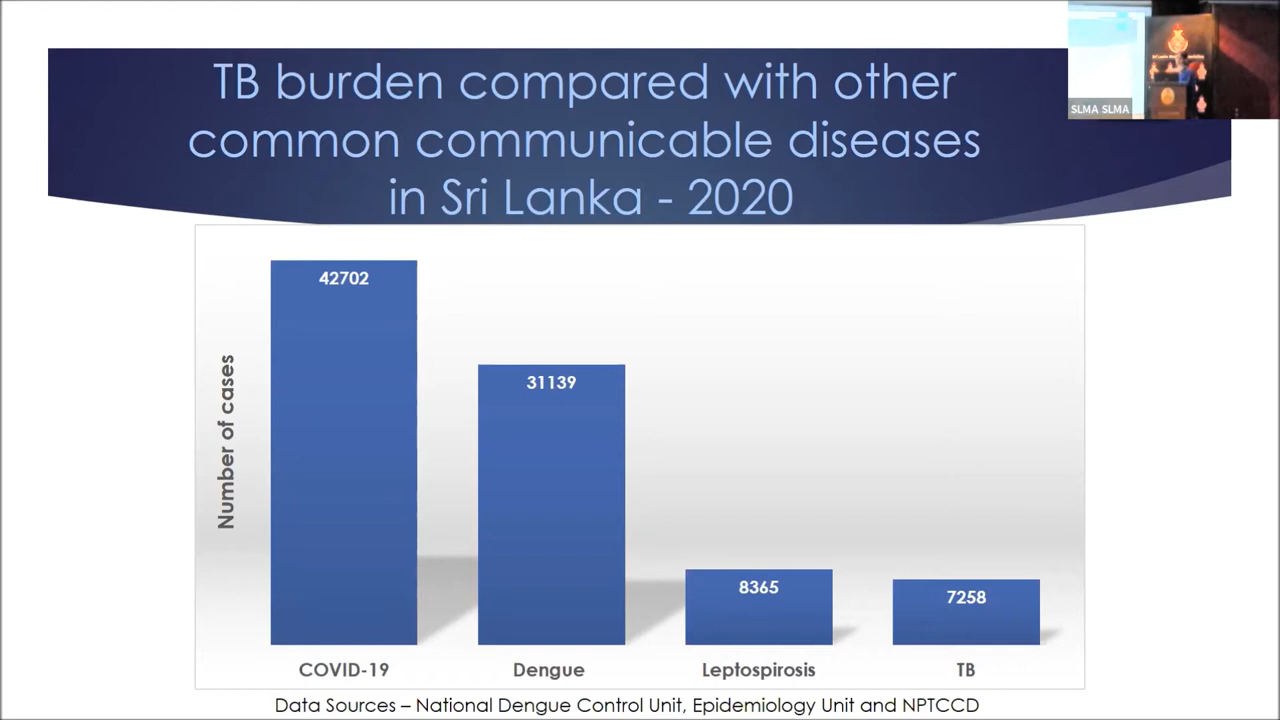 TB burden compared with other
common communicable diseases
in Sri Lanka - 2020
SLMA SLMA
Number of cases
42702
31139
8365
7258
COVID-19
Dengue
Leptospirosis
TB
Data Sources – National Dengue Control Unit, Epidemiology Unit and NPTCCD